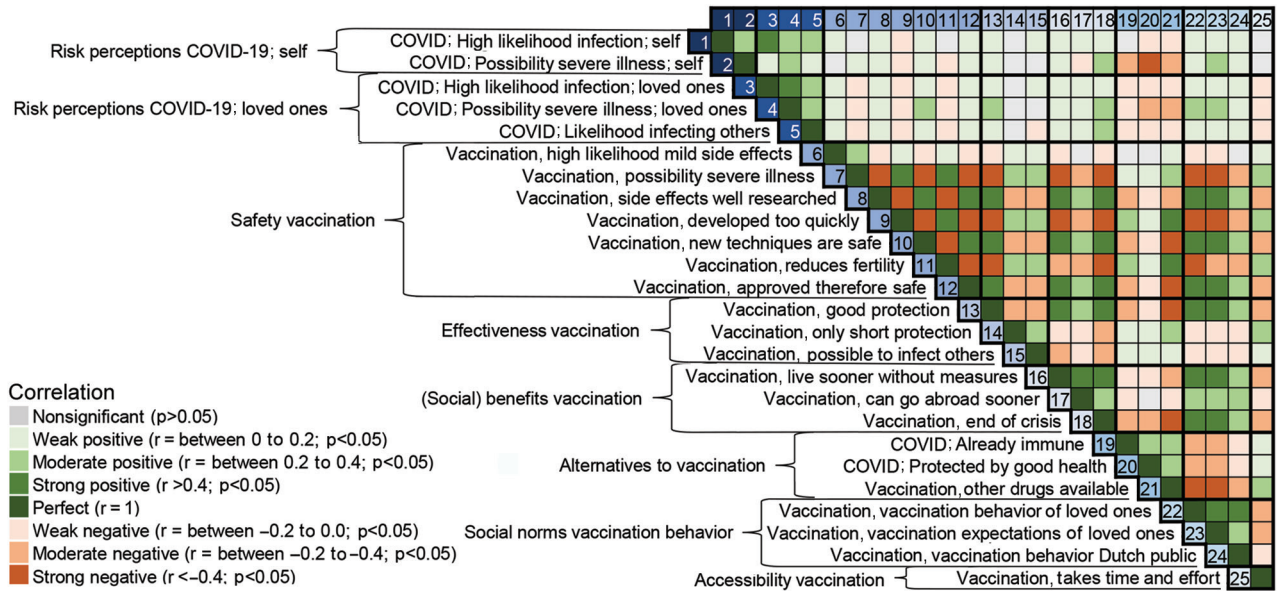 1 2 3 4 5 6 7 8 9 10 11 12 13 14 15 16 17 18 19 20 21 22 23 24 25
Risk perceptions COVID-19; self
COVID; High likelihood infection; self 1
COVID; Possibility severe illness; self 2
Risk perceptions COVID-19; loved ones
COVID; High likelihood infection; loved ones 3
COVID; Possibility severe illness; loved ones 4
COVID; Likelihood infecting others 5
Safety vaccination
Vaccination, high likelihood mild side effects 6
Vaccination, possibility severe illness 7
Vaccination, side effects well researched 8
Vaccination, developed too quickly 9
Vaccination, new techniques are safe 10
Vaccination, reduces fertility 11
Vaccination, approved therefore safe 12
Effectiveness vaccination
Vaccination, good protection 13
Vaccination, only short protection 14
Vaccination, possible to infect others 15
(Social) benefits vaccination
Vaccination, live sooner without measures 16
Vaccination, can go abroad sooner 17
Vaccination, end of crisis 18
Alternatives to vaccination
COVID; Already immune 19
COVID; Protected by good health 20
Vaccination, other drugs available 21
Social norms vaccination behavior
Vaccination, vaccination behavior of loved ones 22
Vaccination, vaccination expectations of loved ones 23
Vaccination, vaccination behavior Dutch public 24
Accessibility vaccination
Vaccination, takes time and effort 25
Correlation
Nonsignificant (p>0.05)
Weak positive (r = between 0 to 0.2; p<0.05)
Moderate positive (r = between 0.2 to 0.4; p<0.05)
Strong positive (r >0.4; p<0.05)
Perfect (r = 1)
Weak negative (r = between −0.2 to 0.0; p<0.05)
Moderate negative (r = between −0.2 to −0.4; p<0.05)
Strong negative (r <−0.4; p<0.05)